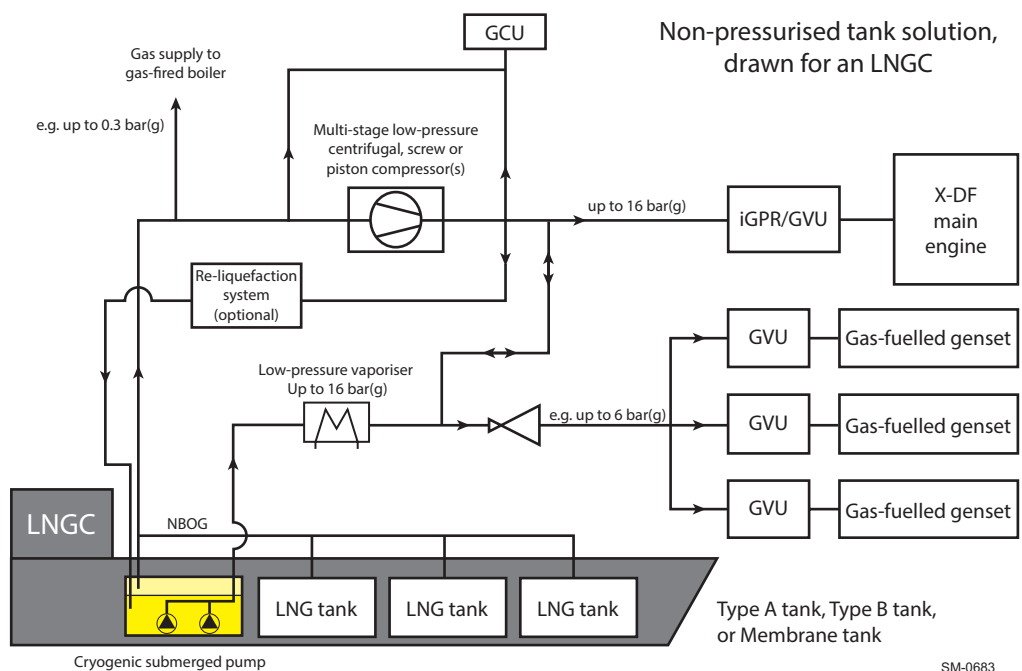 GCU
Non-pressurised tank solution,
drawn for an LNGC
Gas supply to
gas-fired boiler
e.g. up to 0.3 bar(g)
Multi-stage low-pressure
centrifugal, screw or
piston compressor(s)
up to 16 bar(g)
iGPR/GVU
X-DF
main
engine
Re-liquefaction
system
(optional)
GVU
Gas-fuelled genset
Low-pressure vaporiser
Up to 16 bar(g)
e.g. up to 6 bar(g)
GVU
Gas-fuelled genset
GVU
Gas-fuelled genset
LNGC
NBOG
LNG tank
LNG tank
LNG tank
Type A tank, Type B tank,
or Membrane tank
Cryogenic submerged pump
SM-0683